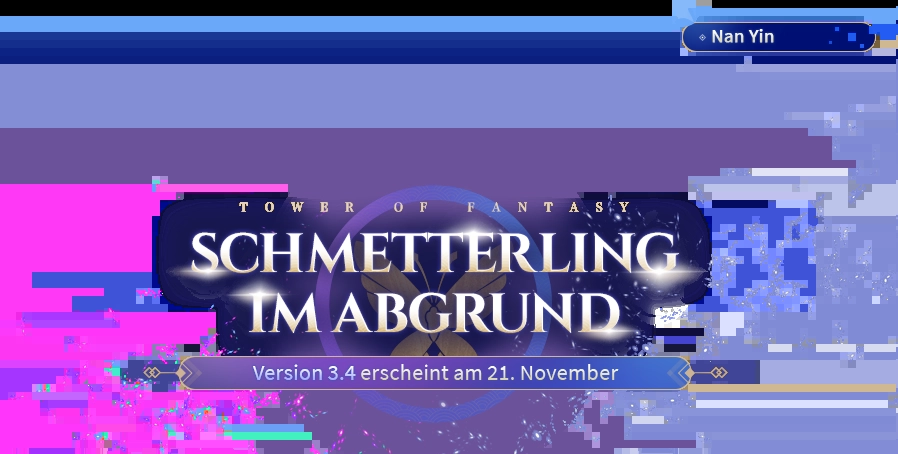 Nan Yin
TOWER OF FANTASY
SCHMETTERLING
IM ABGRUND
Version 3.4 erscheint am 21. November